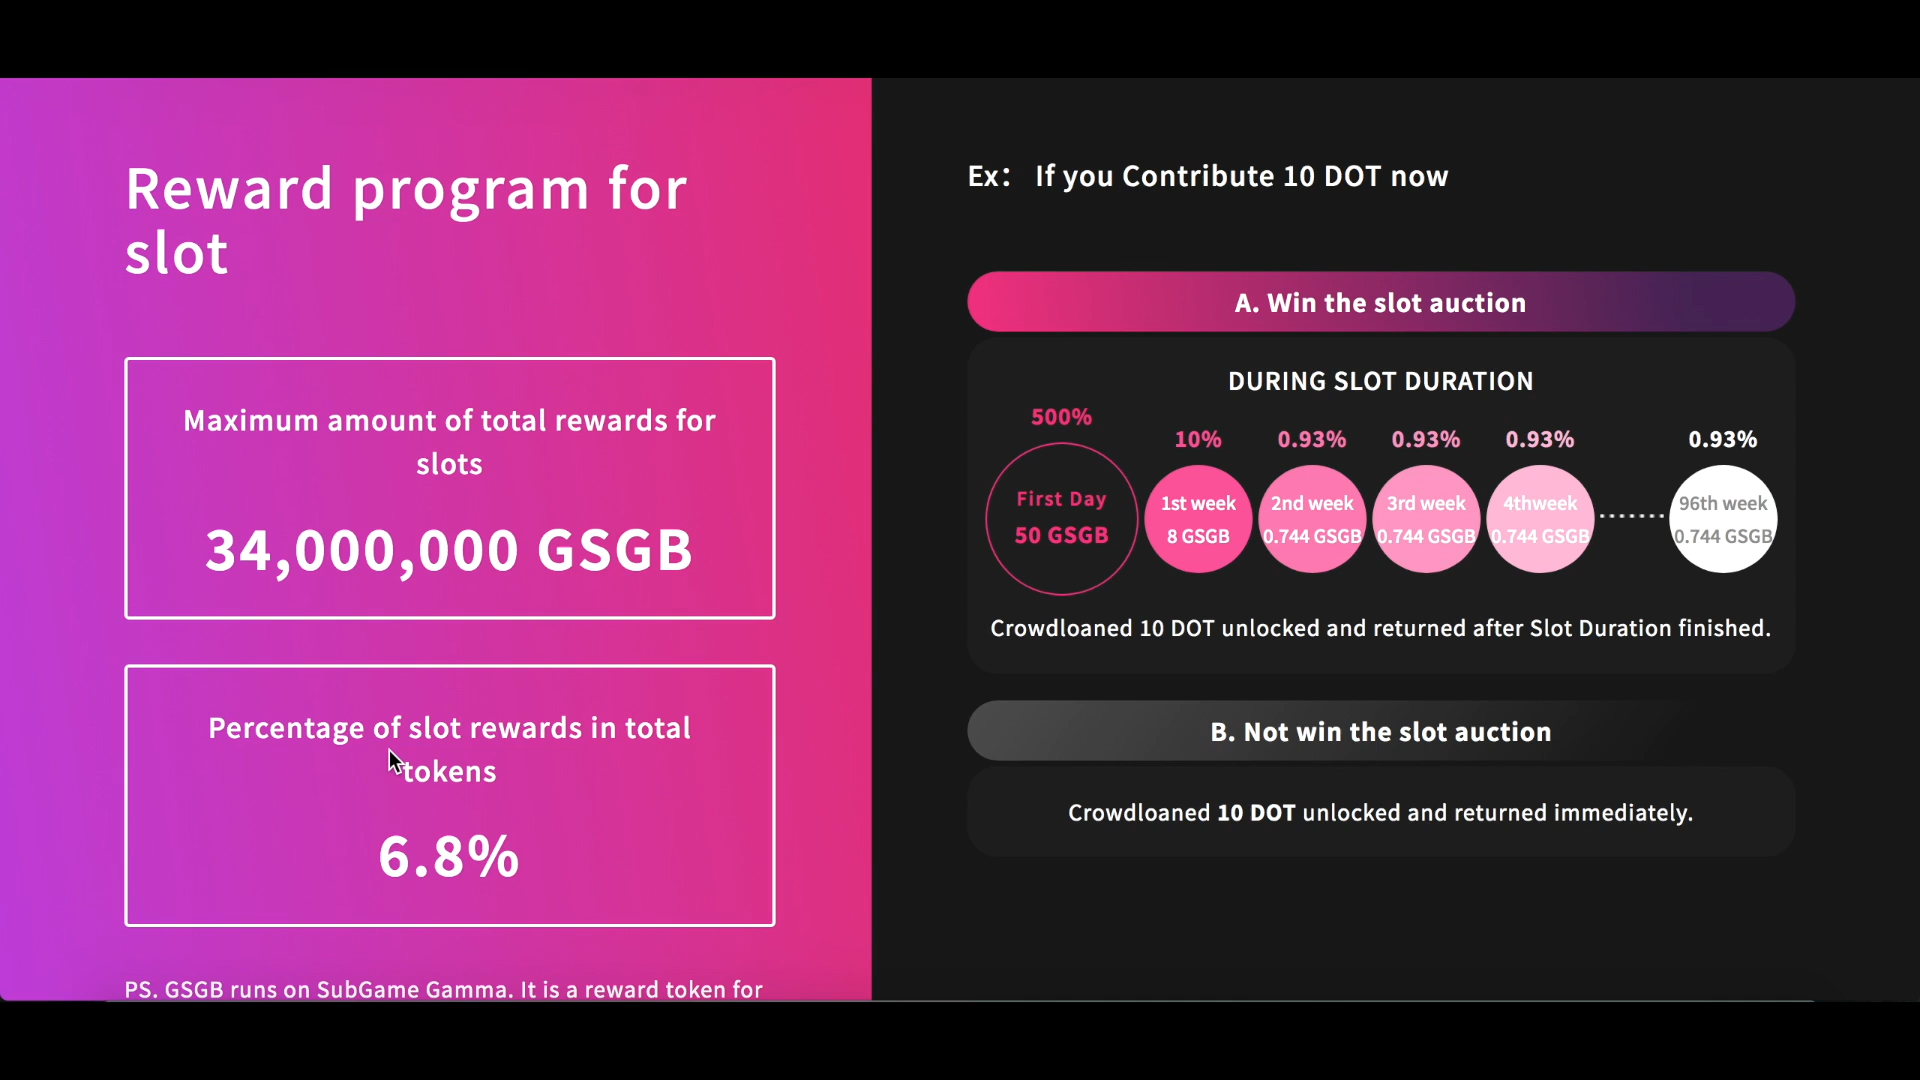 Reward program for
slot
Maximum amount of total rewards for
slots
34,000,000 GSGB
Percentage of slot rewards in total
tokens
6.8%
PS. GSGB runs on SubGame Gamma. It is a reward token for
Ex: If you Contribute 10 DOT now
A. Win the slot auction
DURING SLOT DURATION
500%
10%
0.93%
0.93%
0.93%
0.93%
First Day
50 GSGB
1st week
8 GSGB
2nd week
0.744 GSGB
3rd week
0.744 GSGB
4thweek
0.744 GSGB
96th week
0.744 GSGB
Crowdloaned 10 DOT unlocked and returned after Slot Duration finished.
B. Not win the slot auction
Crowdloaned 10 DOT unlocked and returned immediately.